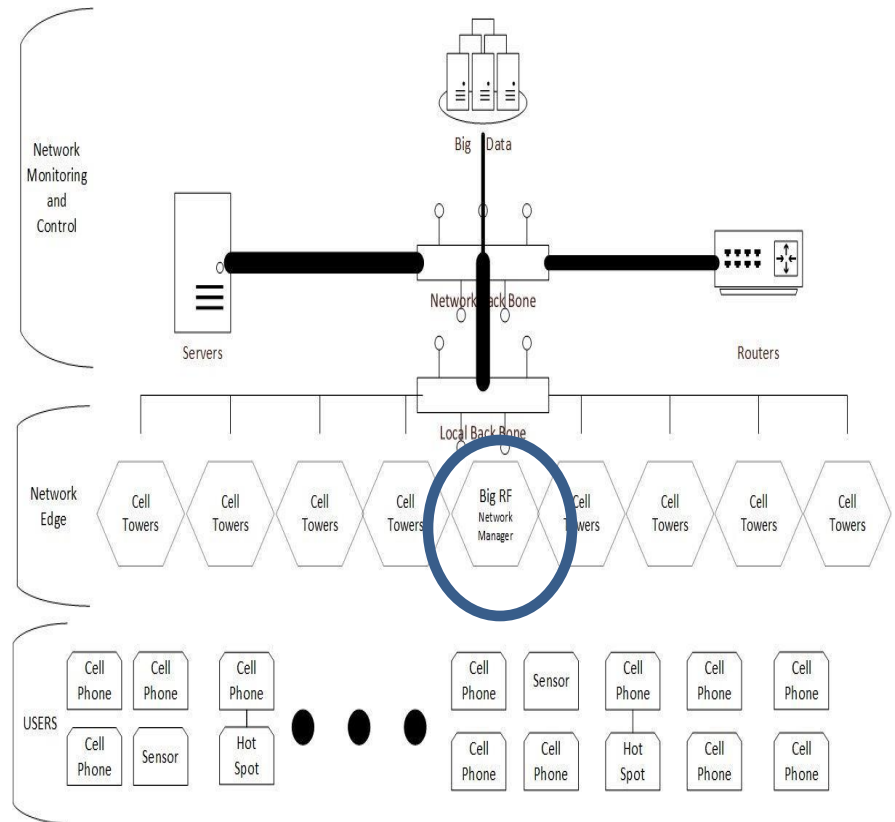 Big Data
Network
Monitoring
and
Control
Network Back Bone
Servers
Routers
Local Back Bone
Network
Edge
Cell
Towers
Cell
Towers
Cell
Towers
Cell
Towers
Big RF
Network
Manager
Cell
Towers
Cell
Towers
Cell
Towers
Cell
Towers
USERS
Cell
Phone
Cell
Phone
Cell
Phone
Cell
Phone
Sensor
Cell
Phone
Cell
Phone
Cell
Phone
Cell
Phone
Sensor
Hot
Spot
Cell
Phone
Cell
Phone
Hot
Spot
Cell
Phone
Cell
Phone